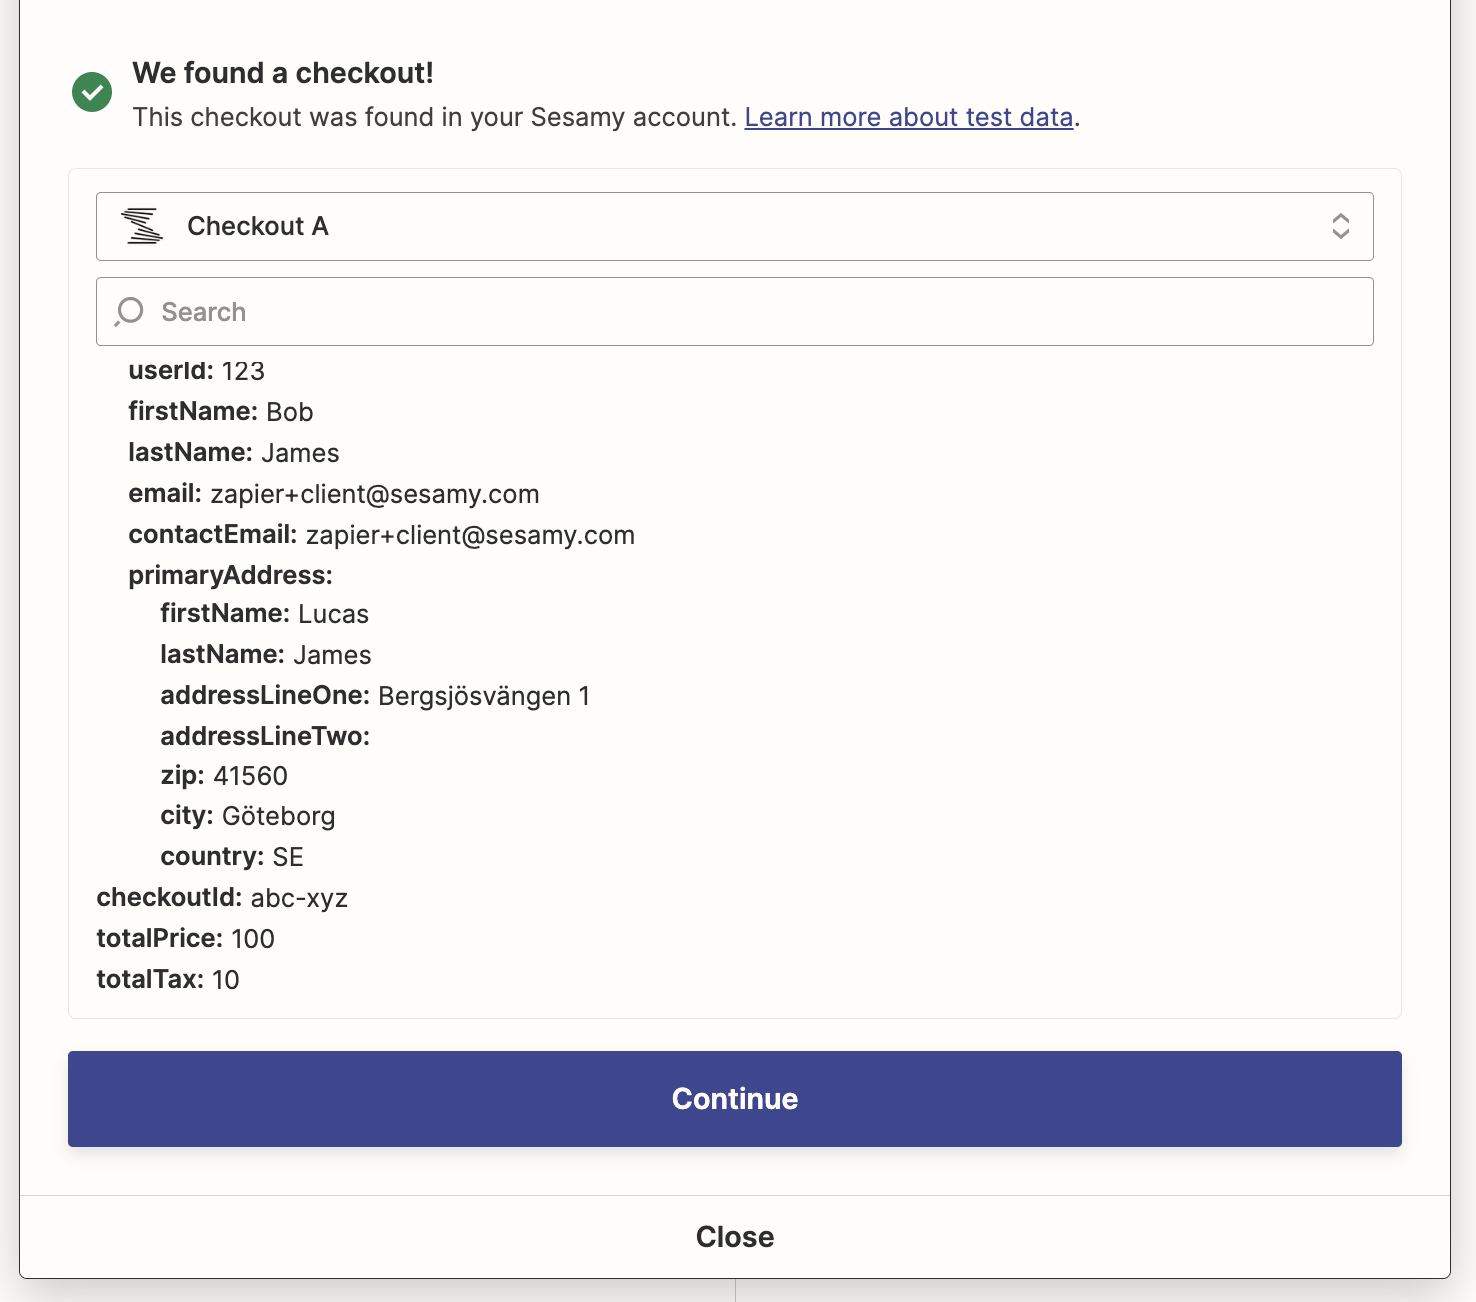 We found a checkout!
This checkout was found in your Sesamy account. Learn more about test data.
Checkout A
Search
userId: 123
firstName: Bob
lastName: James
email: zapier+client@sesamy.com
contactEmail: zapier+client@sesamy.com
primaryAddress:
firstName: Lucas
lastName: James
addressLineOne: Bergsjösvängen 1
addressLineTwo:
zip: 41560
city: Göteborg
country: SE
checkoutId: abc-xyz
totalPrice: 100
totalTax: 10
Continue
Close